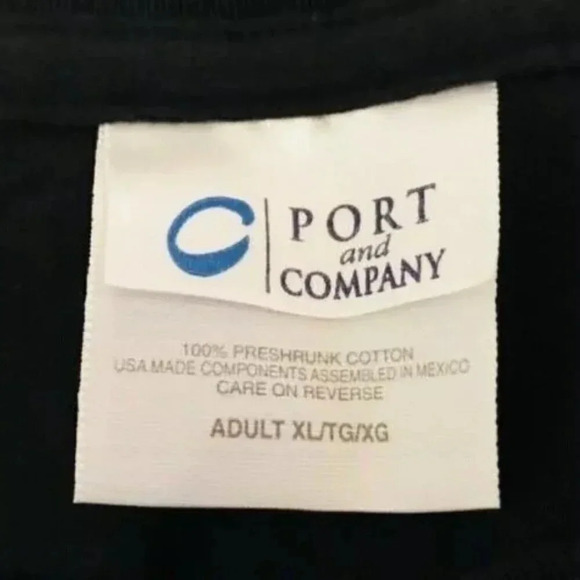 PORT
and
COMPANY
100% PRESHRUNK COTTON
USA MADE COMPONENTS ASSEMBLED IN MEXICO
CARE ON REVERSE
ADULT XL/TG/XG